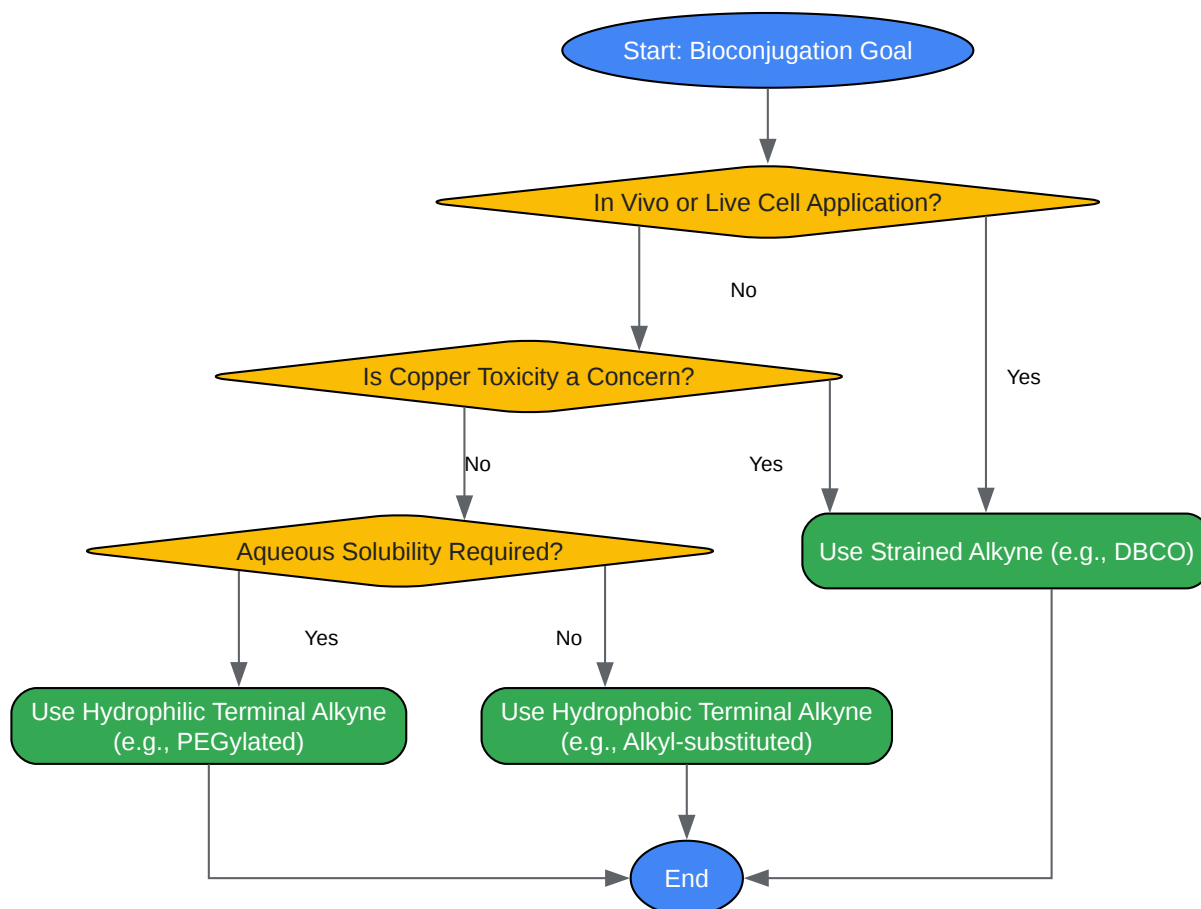 Start: Bioconjugation Goal
In Vivo or Live Cell Application?
No
Is Copper Toxicity a Concern?
Yes
No
Yes
Aqueous Solubility Required?
Use Strained Alkyne (e.g., DBCO)
Yes
No
Use Hydrophilic Terminal Alkyne
(e.g., PEGylated)
Use Hydrophobic Terminal Alkyne
(e.g., Alkyl-substituted)
End